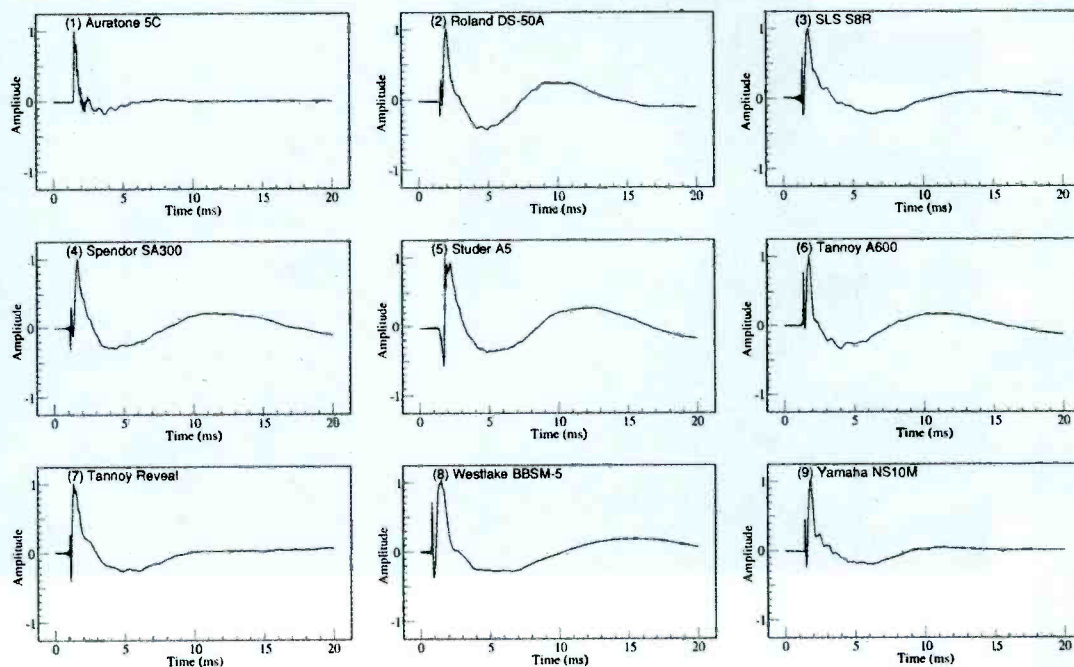 (1) Auratone 5C
1
0
-1
Amplitude
0 5 10 15 20
Time (ms)
(2) Roland DS-50A
1
0
-1
Amplitude
0 5 10 15 20
Time (ms)
(3) SLS S8R
1
0
-1
Amplitude
0 5 10 15 20
Time (ms)
(4) Spendor SA300
1
0
-1
Amplitude
0 5 10 15 20
Time (ms)
(5) Studer A5
1
0
-1
Amplitude
0 5 10 15 20
Time (ms)
(6) Tannoy A600
1
0
-1
Amplitude
0 5 10 15 20
Time (ms)
(7) Tannoy Reveal
1
0
-1
Amplitude
0 5 10 15 20
Time (ms)
(8) Westlake BBSM-5
1
0
-1
Amplitude
0 5 10 15 20
Time (ms)
(9) Yamaha NS10M
1
0
-1
Amplitude
0 5 10 15 20
Time (ms)